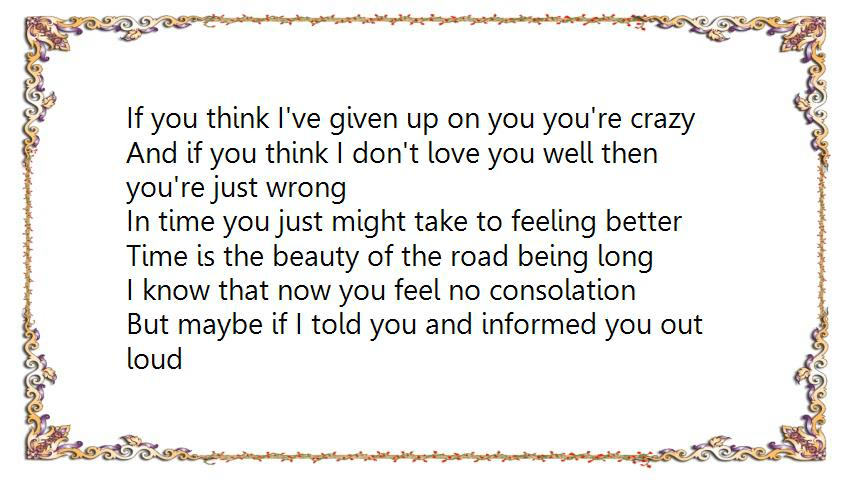 If you think I've given up on you you're crazy
And if you think I don't love you well then
you're just wrong
In time you just might take to feeling better
Time is the beauty of the road being long
I know that now you feel no consolation
But maybe if I told you and informed you out
loud